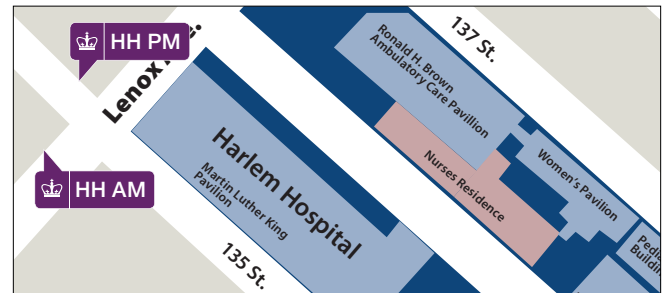 HH PM
Lenox
137 St.
Ronald H. Brown
Ambulatory Care Pavillion
Nurses Residence
Women's Pavilion
Harlem Hospital
Martin Luther King
Pavilion
HH AM
135 St.